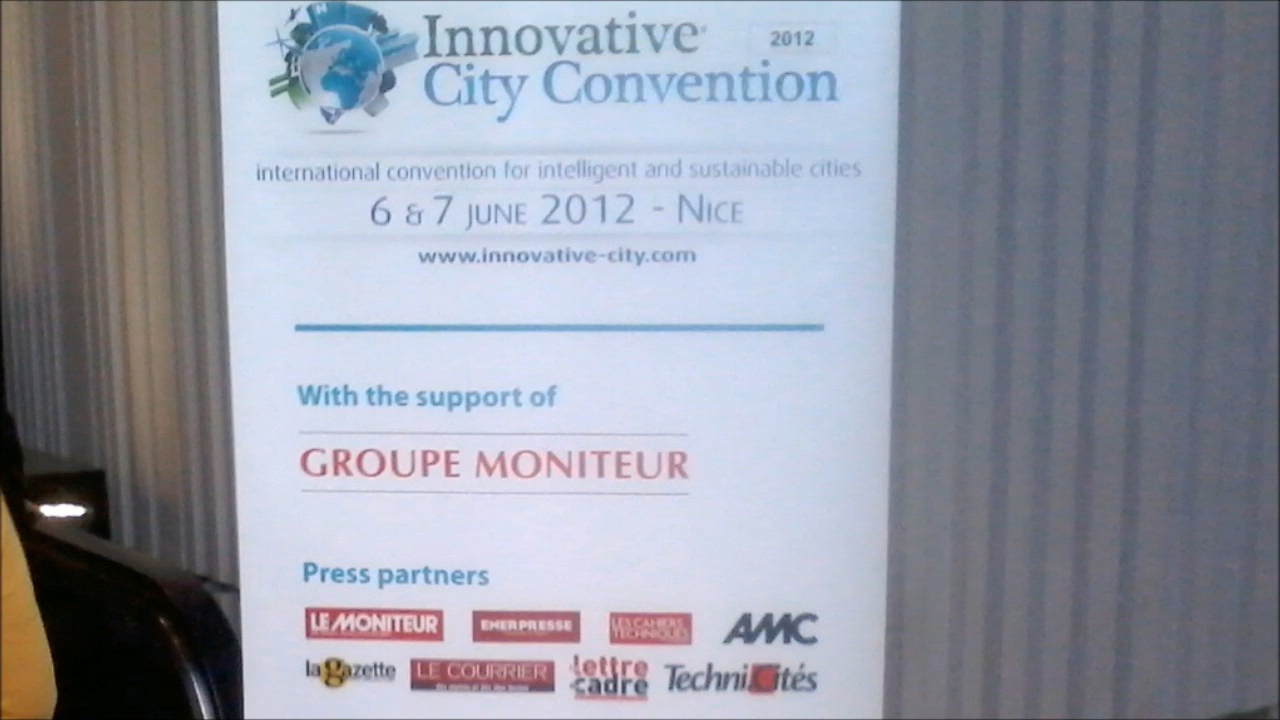 Innovative
2012
City Convention
international convention for intelligent and sustainable cities
6 & 7 JUNE 2012 - NICE
www.innovative-city.com
With the support of
GROUPE MONITEUR
Press partners
LE MONITEUR ENERPRESSE LES CAHIERS TECHNIQUES AMC
la gazette LE COURRIER lettre cadre TechniCités